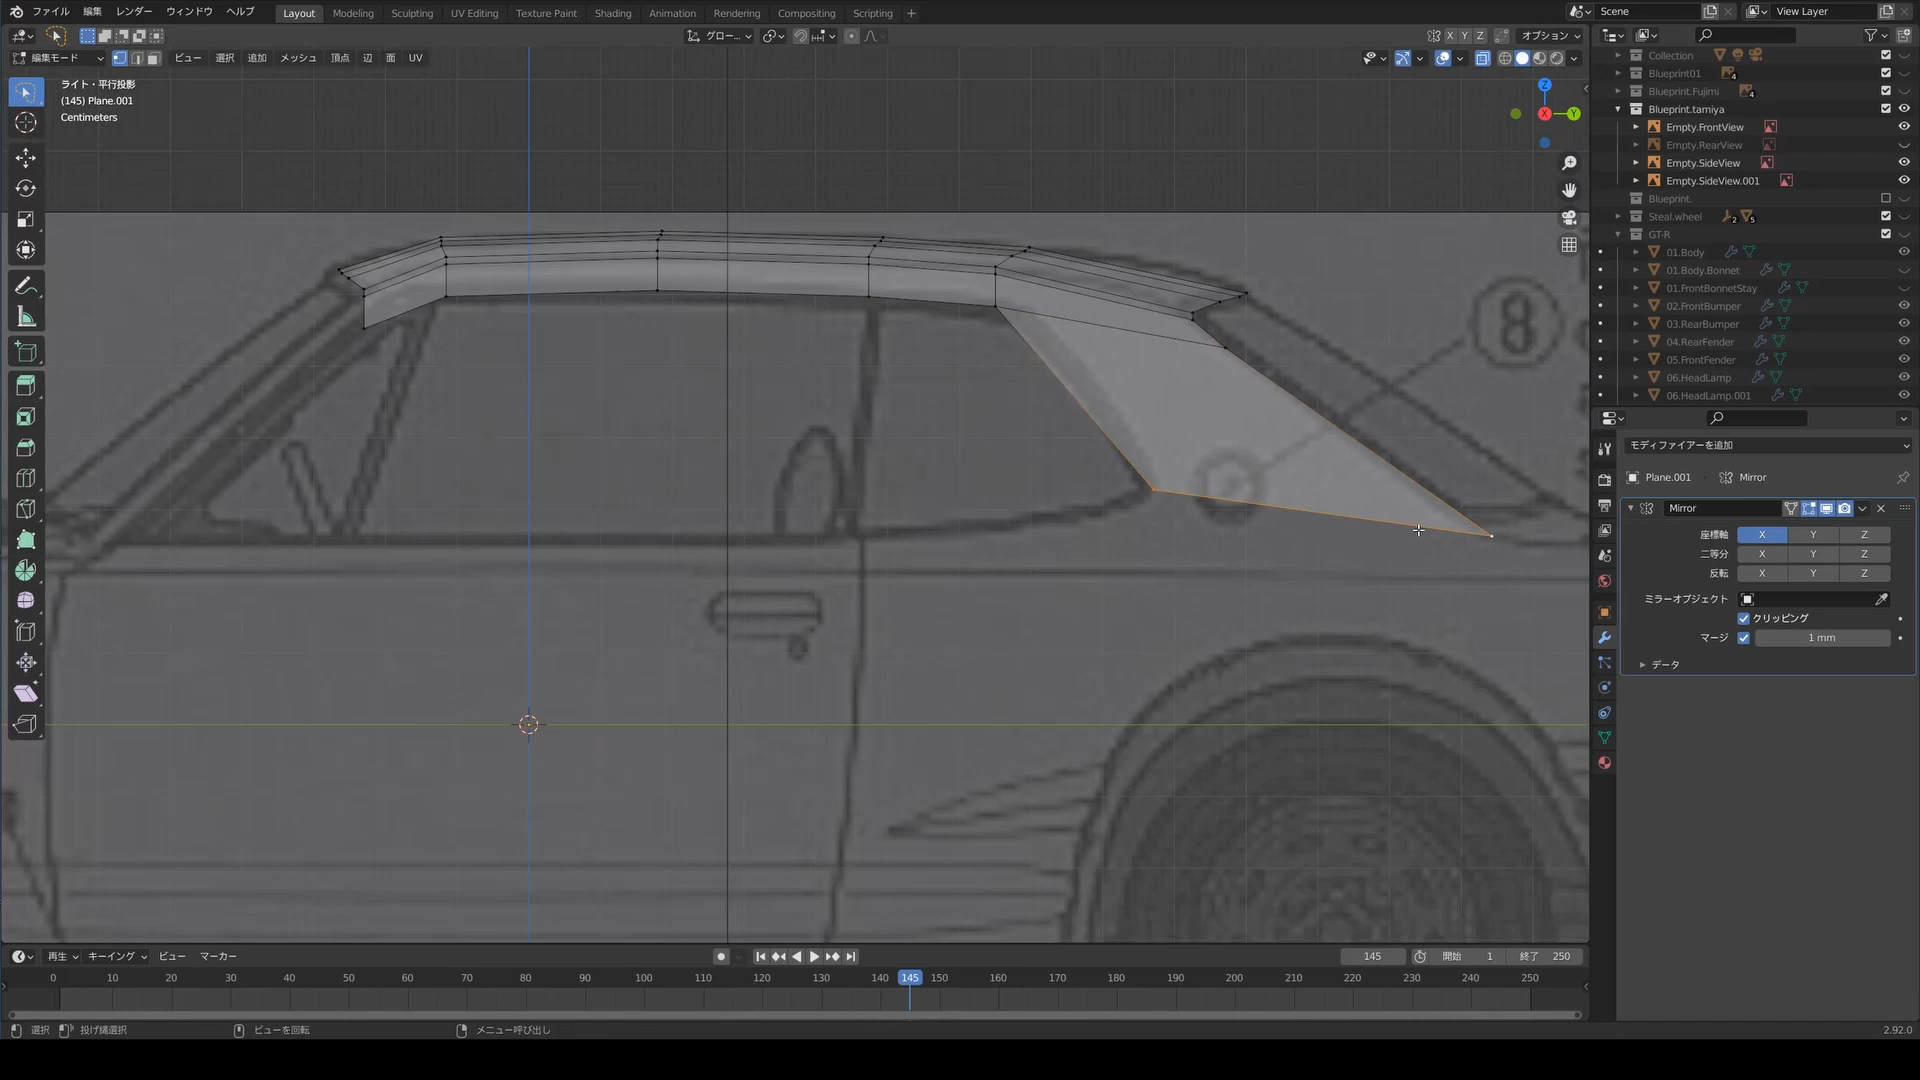 ファイル 編集 レンダー ウィンドウ ヘルプ Layout Modeling Sculpting UV Editing Texture Paint Shading Animation Rendering Compositing Scripting + Scene View Layer
グロー... X Y Z オプション
編集モード ビュー 選択 追加 メッシュ 頂点 辺 面 UV
ライト・平行投影
(145) Plane.001
Centimeters
Z
X
Y
8
Collection
Blueprint01 4
Blueprint.Fujimi 4
Blueprint.tamiya
Empty.FrontView
Empty.RearView
Empty.SideView
Empty.SideView.001
Blueprint.
Steal.wheel 2 5
GT-R
01.Body
01.Body.Bonnet
01.FrontBonnetStay
02.FrontBumper
03.RearBumper
04.RearFender
05.FrontFender
06.HeadLamp
06.HeadLamp.001
モディファイアーを追加
Plane.001 Mirror
Mirror
座標軸 X Y Z
二等分 X Y Z
反転 X Y Z
ミラーオブジェクト
クリッピング
マージ 1 mm
データ
再生 キーイング ビュー マーカー 145 開始 1 終了 250
0 10 20 30 40 50 60 70 80 90 100 110 120 130 140 145 150 160 170 180 190 200 210 220 230 240 250
選択 投げ縄選択 ビューを回転 メニュー呼び出し 2.92.0